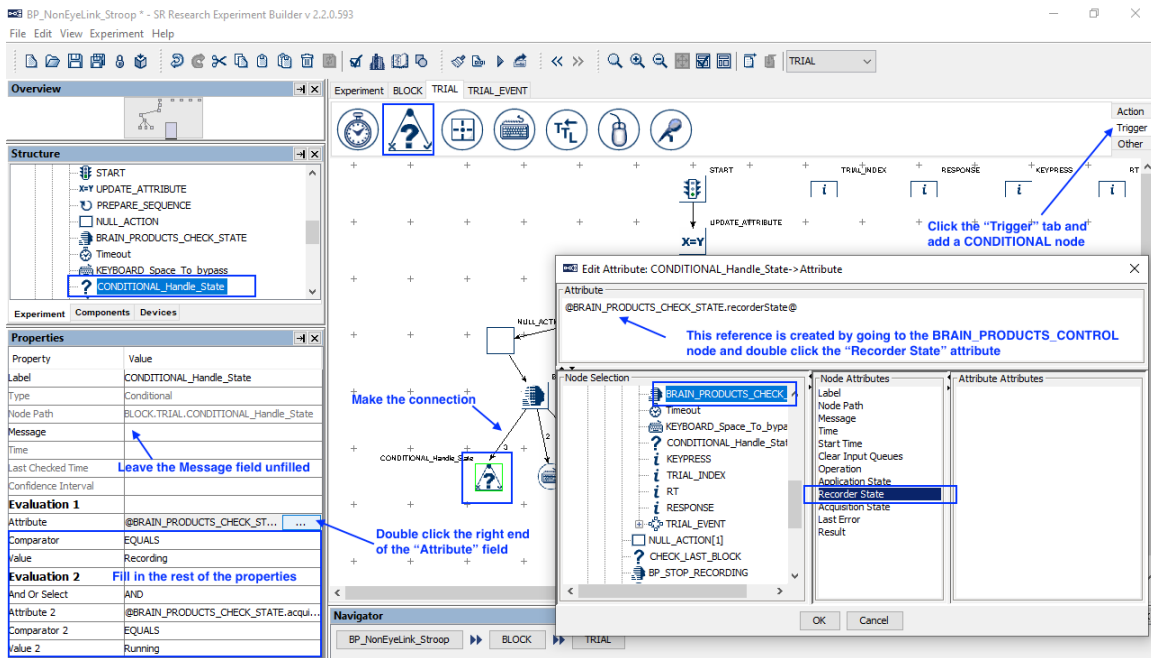 BP_NonEyeLink_Stroop * - SR Research Experiment Builder v 2.2.0.593
File Edit View Experiment Help
TRIAL
Overview
Structure
START
X=Y UPDATE_ATTRIBUTE
PREPARE_SEQUENCE
NULL_ACTION
BRAIN_PRODUCTS_CHECK_STATE
Timeout
KEYBOARD_Space_To_bypass
? CONDITIONAL_Handle_State
Experiment Components Devices
Properties
Property Value
Label CONDITIONAL_Handle_State
Type Conditional
Node Path BLOCK.TRIAL.CONDITIONAL_Handle_State
Message
Time
Last Checked Time
Leave the Message field unfilled
Confidence Interval
Evaluation 1
Attribute @BRAIN_PRODUCTS_CHECK_ST... ...
Comparator EQUALS
Value Recording
Evaluation 2
Fill in the rest of the properties
And Or Select AND
Attribute 2 @BRAIN_PRODUCTS_CHECK_STATE.acqui...
Comparator 2 EQUALS
Value 2 Running
Experiment BLOCK TRIAL TRIAL_EVENT
?
TTL
Action
Trigger
Other
START
TRIAL_INDEX
RESPONSE
KEYPRESS
RT
i i i i
UPDATE_ATTRIBUTE
X=Y
Click the "Trigger" tab and
add a CONDITIONAL node
NULL_ACTI
B
Make the connection
3 2
CONDITIONAL_Handle_State
?
Double click the right end
of the "Attribute" field
Edit Attribute: CONDITIONAL_Handle_State->Attribute
Attribute
@BRAIN_PRODUCTS_CHECK_STATE.recorderState@
This reference is created by going to the BRAIN_PRODUCTS_CONTROL
node and double click the "Recorder State" attribute
Node Selection
BRAIN_PRODUCTS_CHECK_
Timeout
KEYBOARD_Space_To_bypa
? CONDITIONAL_Handle_Stat
i KEYPRESS
i TRIAL_INDEX
i RT
i RESPONSE
TRIAL_EVENT
NULL_ACTION[1]
? CHECK_LAST_BLOCK
BP_STOP_RECORDING
Node Attributes
Label
Node Path
Message
Time
Start Time
Clear Input Queues
Operation
Application State
Recorder State
Acquisition State
Last Error
Result
Attribute Attributes
OK Cancel
Navigator
BP_NonEyeLink_Stroop BLOCK TRIAL